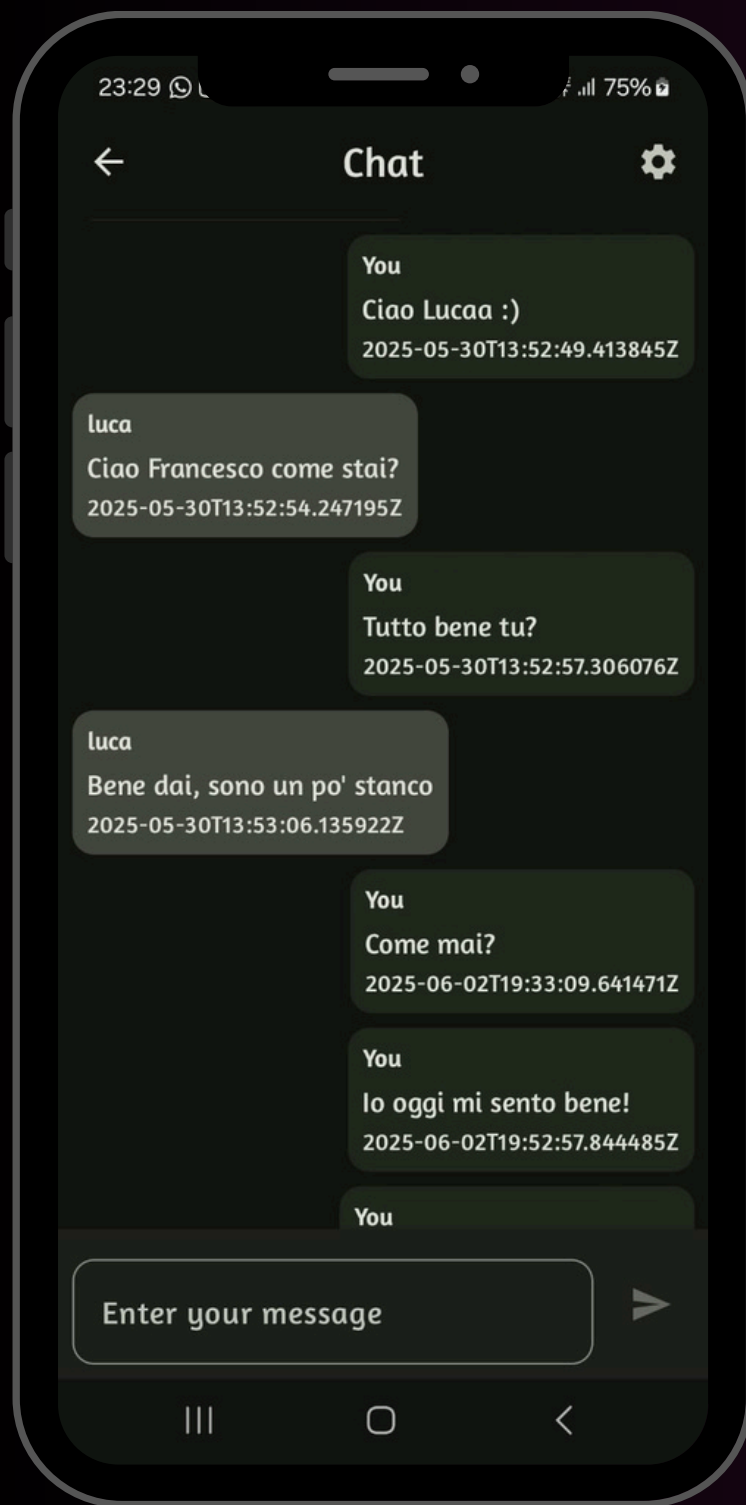 23:29 75%
Chat
You
Ciao Lucaa :)
2025-05-30T13:52:49.413845Z
luca
Ciao Francesco come stai?
2025-05-30T13:52:54.247195Z
You
Tutto bene tu?
2025-05-30T13:52:57.306076Z
luca
Bene dai, sono un po' stanco
2025-05-30T13:53:06.135922Z
You
Come mai?
2025-06-02T19:33:09.641471Z
You
Io oggi mi sento bene!
2025-06-02T19:52:57.844485Z
You
Enter your message